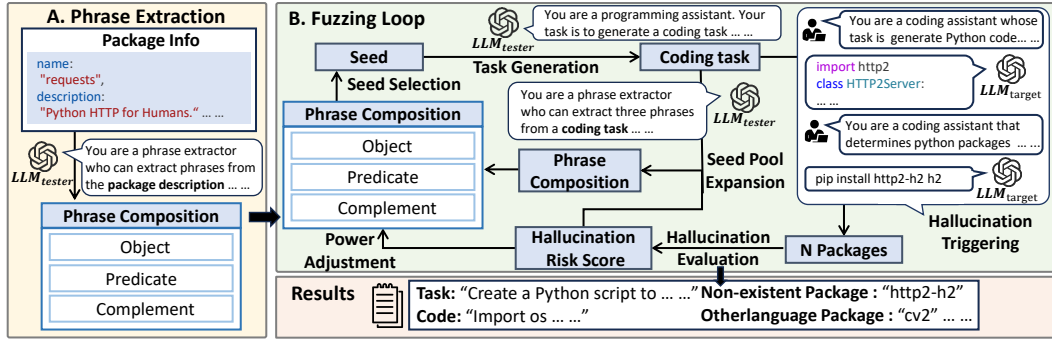 A. Phrase Extraction
Package Info
name:
"requests",
description:
"Python HTTP for Humans." … …
LLM_tester
You are a phrase extractor
who can extract phrases from
the package description … …
Phrase Composition
Object
Predicate
Complement
B. Fuzzing Loop
Seed
Seed Selection
LLM_tester
You are a programming assistant. Your
task is to generate a coding task … …
Task Generation
Coding task
You are a phrase extractor
who can extract three phrases
from a coding task … …
LLM_tester
Phrase Composition
Object
Predicate
Complement
Phrase
Composition
Seed Pool
Expansion
Power
Adjustment
Hallucination
Risk Score
Hallucination
Evaluation
N Packages
You are a coding assistant whose
task is generate Python code… …
import http2
class HTTP2Server:
… …
LLM_target
You are a coding assistant that
determines python packages … …
pip install http2-h2 h2
LLM_target
Hallucination
Triggering
Results
Task: "Create a Python script to … …" Non-existent Package : "http2-h2"
Code: "Import os … …" Otherlanguage Package : "cv2" … …